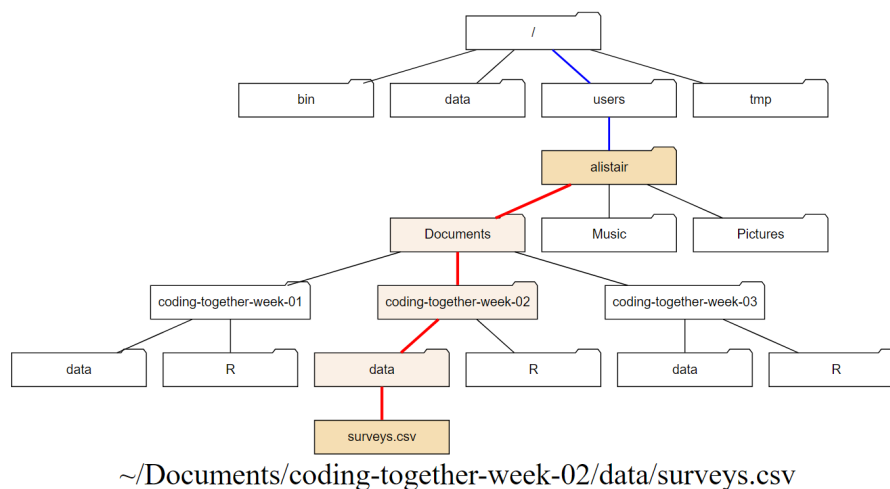 /
bin data users tmp
alistair
Documents Music Pictures
coding-together-week-01 coding-together-week-02 coding-together-week-03
data R data R data R
surveys.csv
~/Documents/coding-together-week-02/data/surveys.csv